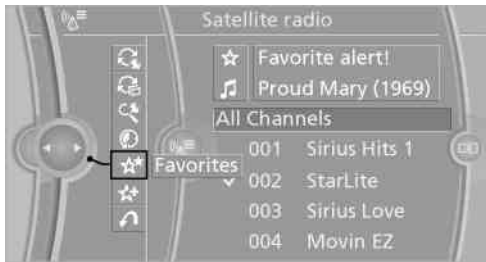 Satellite radio
Favorite alert!
Proud Mary (1969)
All Channels
001 Sirius Hits 1
Favorites
002 StarLite
003 Sirius Love
004 Movin EZ